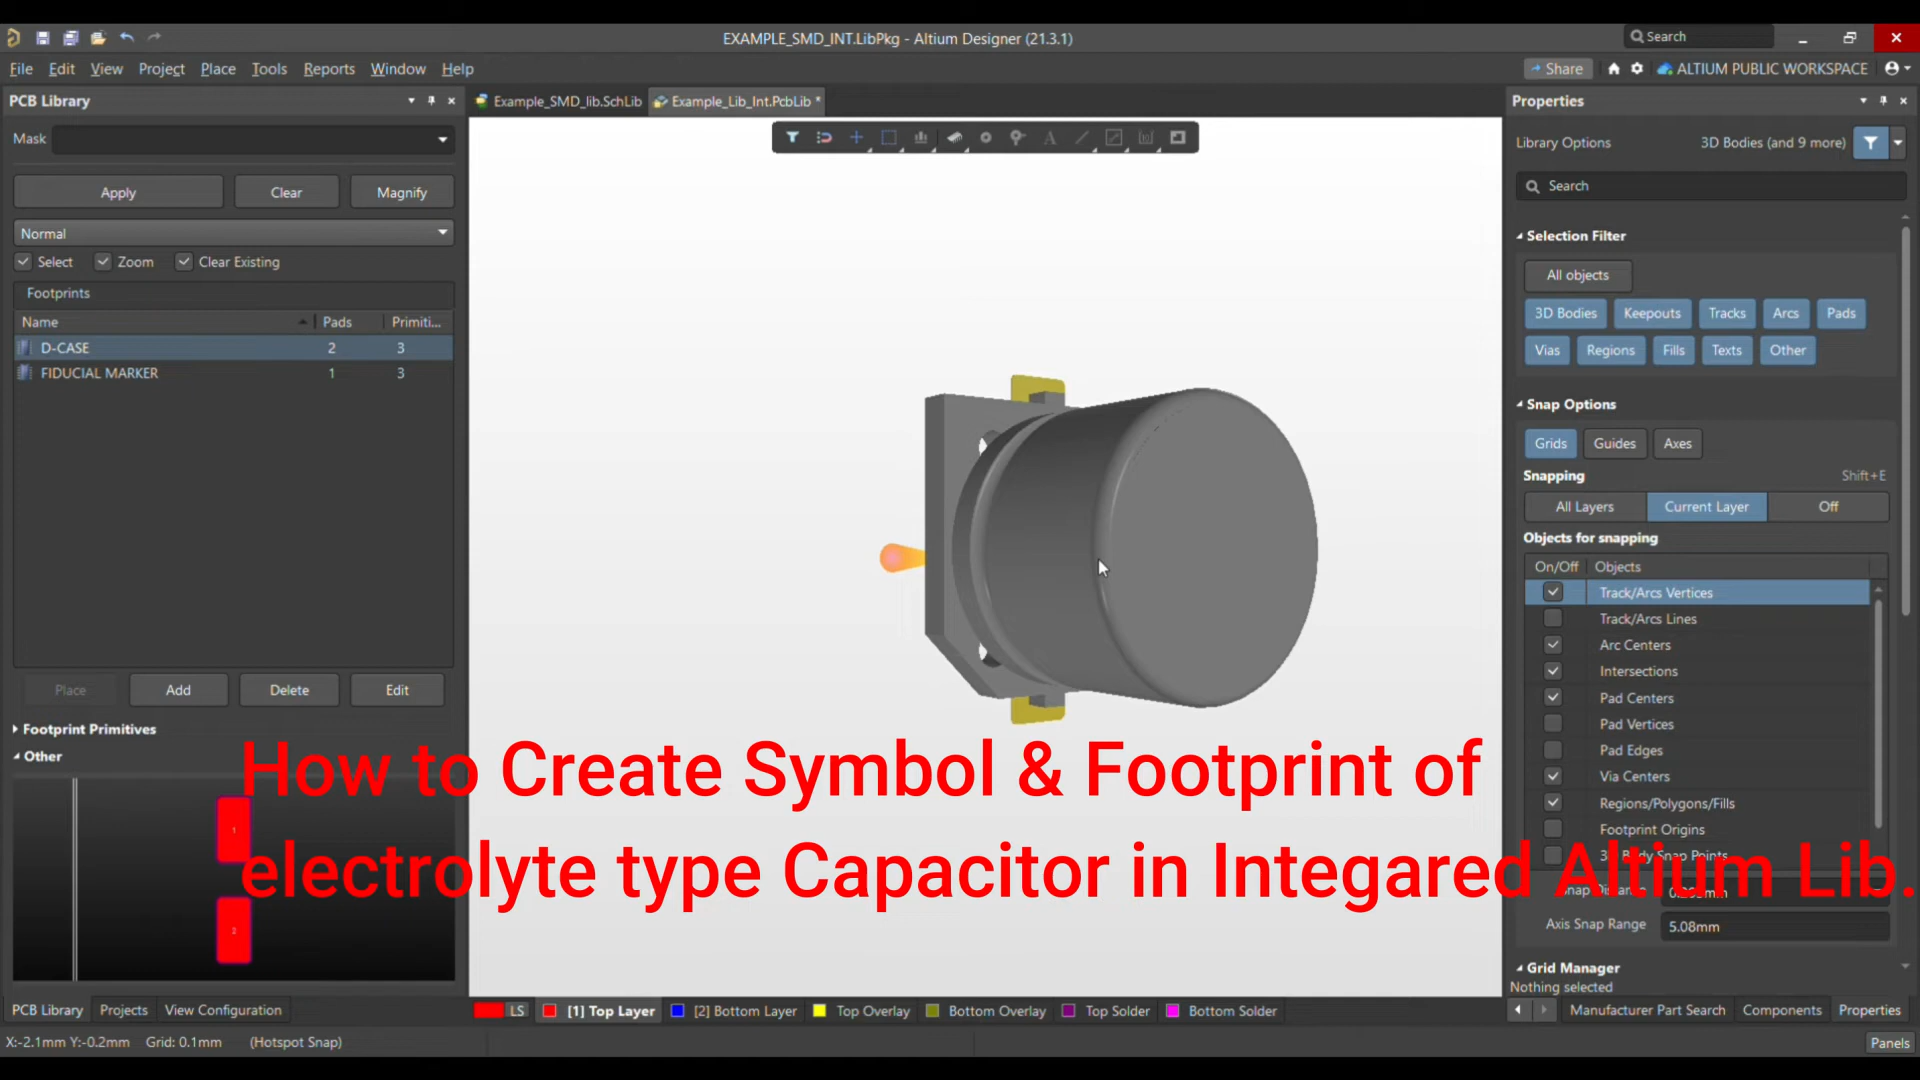 EXAMPLE_SMD_INT.LibPkg - Altium Designer (21.3.1)
Search
File Edit View Project Place Tools Reports Window Help
Share
ALTIUM PUBLIC WORKSPACE
PCB Library
Example_SMD_lib.SchLib
Example_Lib_Int.PcbLib *
Properties
Mask
Library Options
3D Bodies (and 9 more)
Apply Clear Magnify
Search
Normal
Selection Filter
Select Zoom Clear Existing
All objects
Footprints
3D Bodies Keepouts Tracks Arcs Pads
Name Pads Primiti...
D-CASE 2 3
Vias Regions Fills Texts Other
FIDUCIAL MARKER 1 3
Snap Options
Grids Guides Axes
Snapping Shift+E
All Layers Current Layer Off
Objects for snapping
On/Off Objects
Track/Arcs Vertices
Track/Arcs Lines
Arc Centers
Intersections
Pad Centers
Pad Vertices
Pad Edges
Via Centers
Regions/Polygons/Fills
Footprint Origins
3D Body Snap Points
Place Add Delete Edit
Footprint Primitives
Other
How to Create Symbol & Footprint of
electrolyte type Capacitor in Integared Altium Lib.
1
2
Snap Distance
Axis Snap Range 5.08mm
Grid Manager
Nothing selected
PCB Library Projects View Configuration
LS [1] Top Layer [2] Bottom Layer Top Overlay Bottom Overlay Top Solder Bottom Solder
Manufacturer Part Search Components Properties
X:-2.1mm Y:-0.2mm Grid: 0.1mm (Hotspot Snap)
Panels